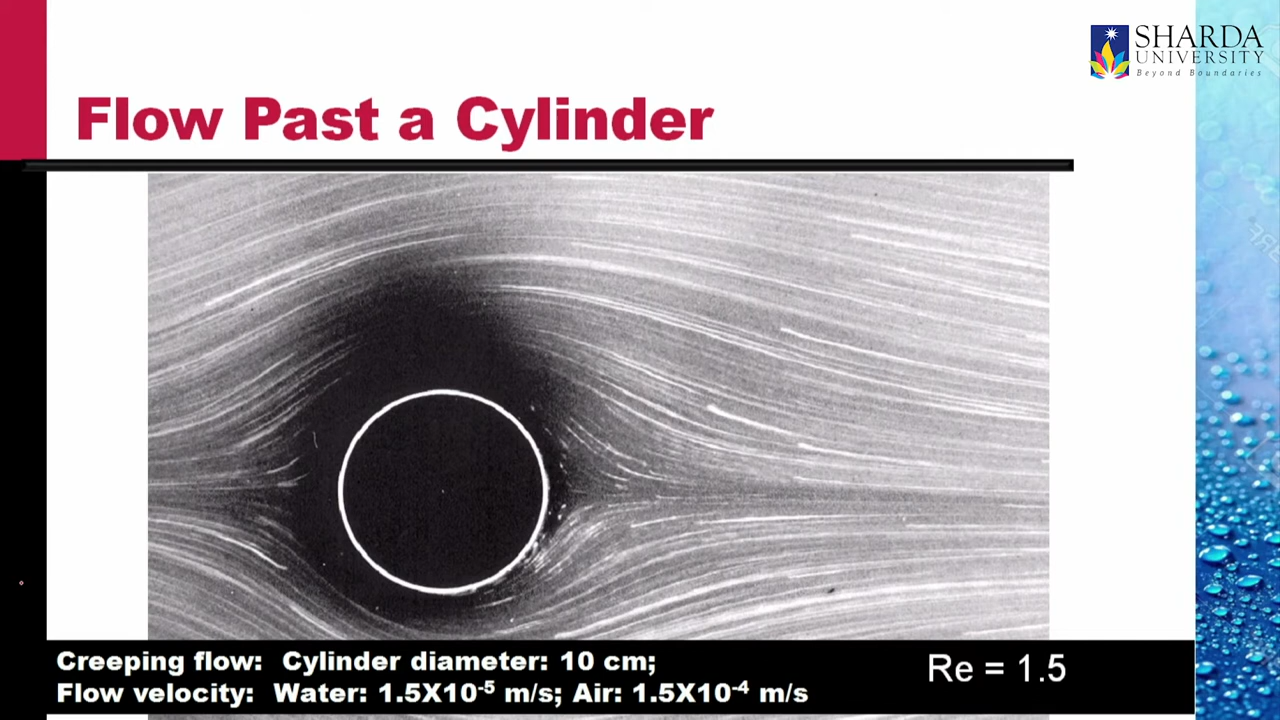 SHARDA
UNIVERSITY
Beyond Boundaries
Flow Past a Cylinder
Creeping flow: Cylinder diameter: 10 cm;
Flow velocity: Water: 1.5X10⁻⁵ m/s; Air: 1.5X10⁻⁴ m/s
Re = 1.5